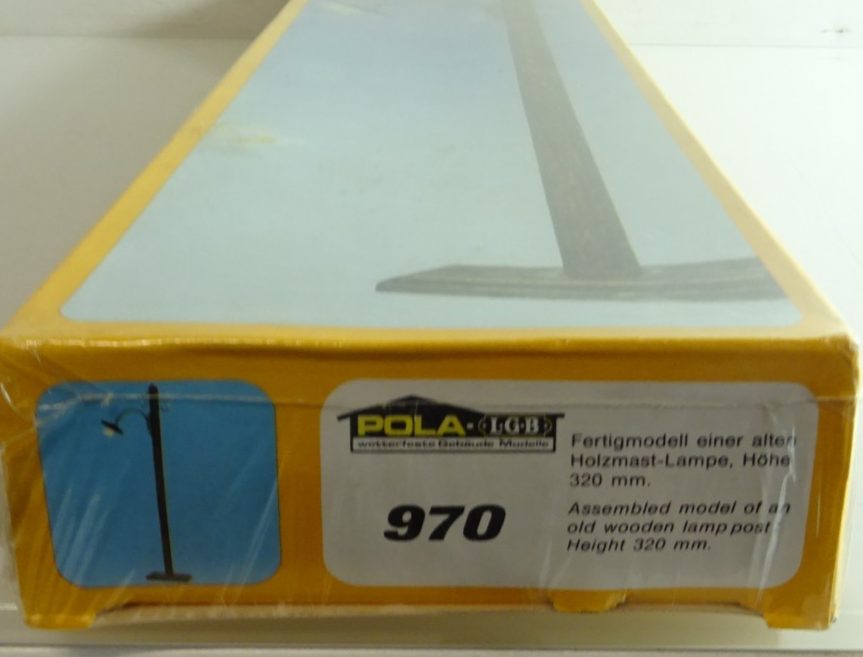 POLA·LGB
wetterfeste Gebäude Modelle
970
Fertigmodell einer alten
Holzmast-Lampe, Höhe
320 mm.
Assembled model of an
old wooden lamp post
Height 320 mm.